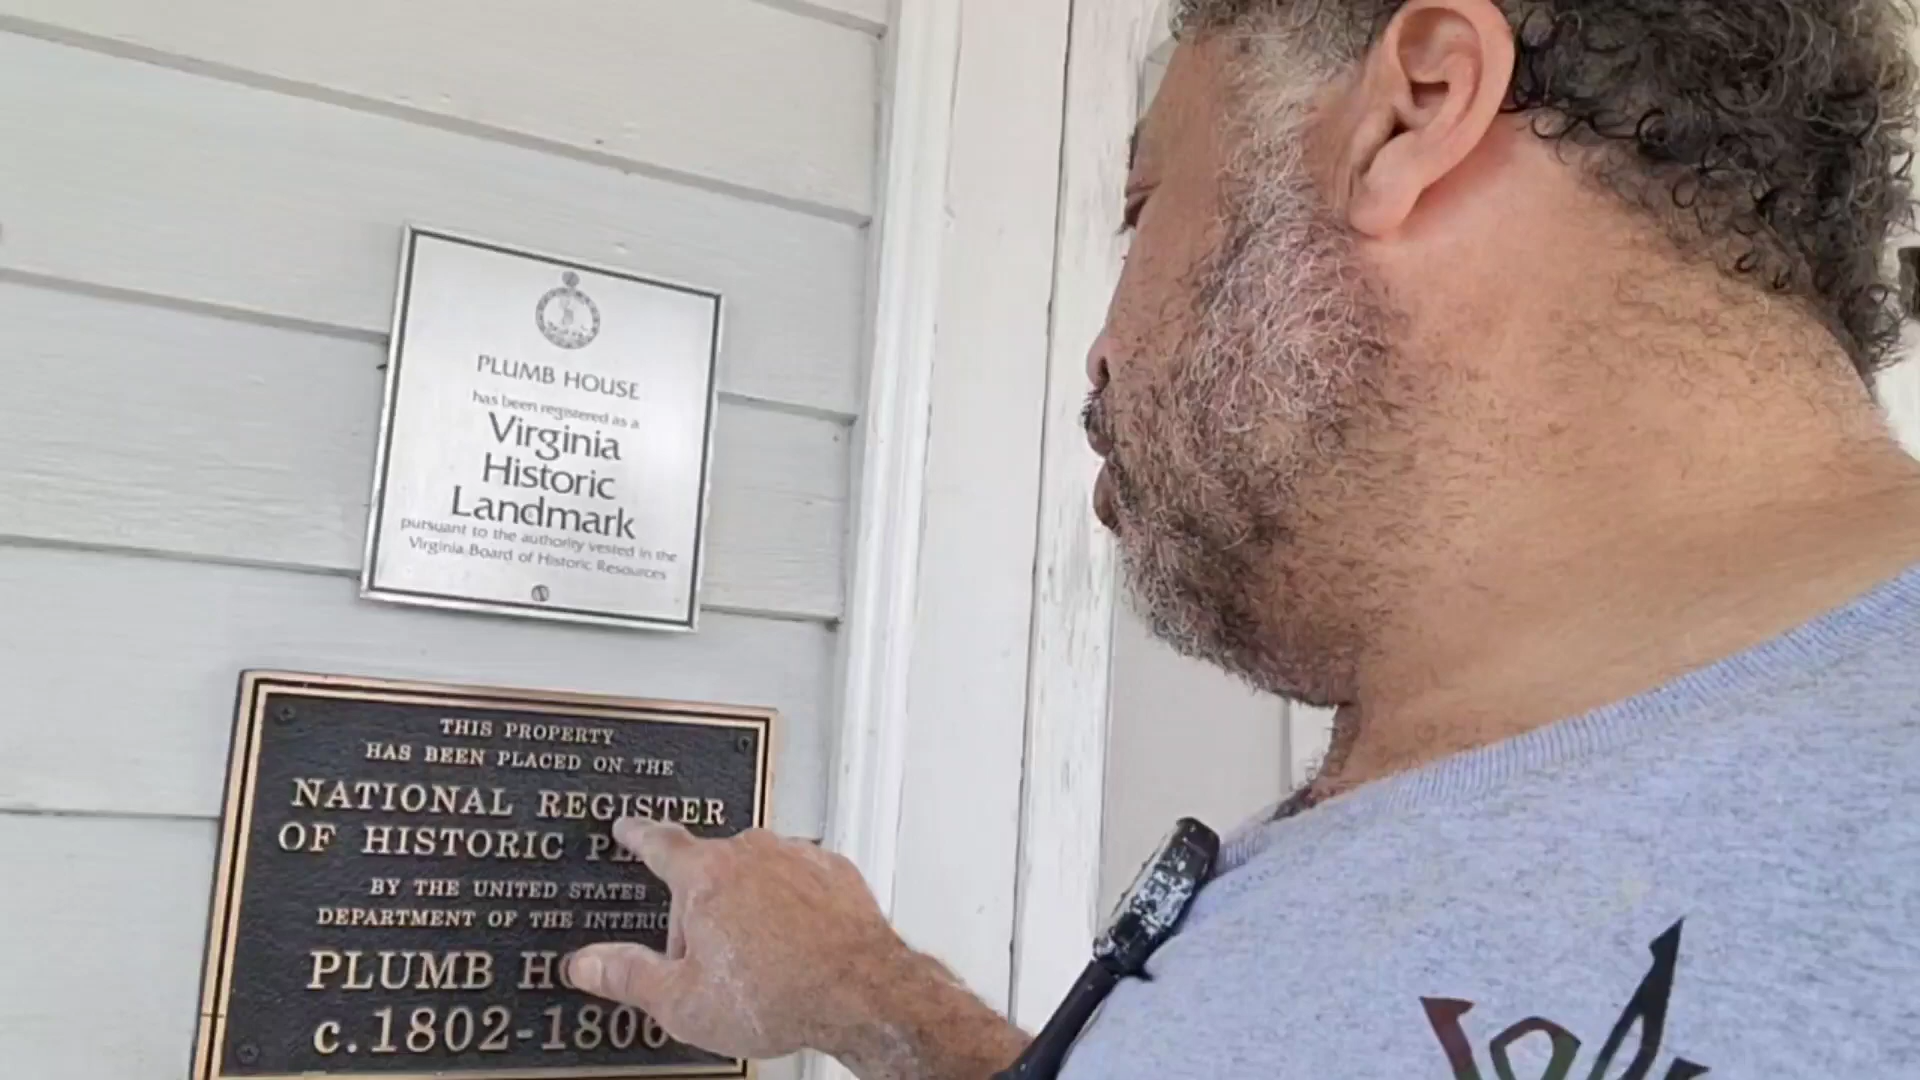 PLUMB HOUSE
has been registered as a
Virginia
Historic
Landmark
pursuant to the authority vested in the
Virginia Board of Historic Resources
THIS PROPERTY
HAS BEEN PLACED ON THE
NATIONAL REGISTER
OF HISTORIC
BY THE UNITED STATES
DEPARTMENT OF THE
PLUMB
c.1802-1806